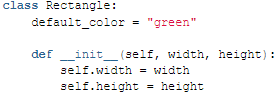 class Rectangle:
    default_color = "green"

    def __init__(self, width, height):
        self.width = width
        self.height = height